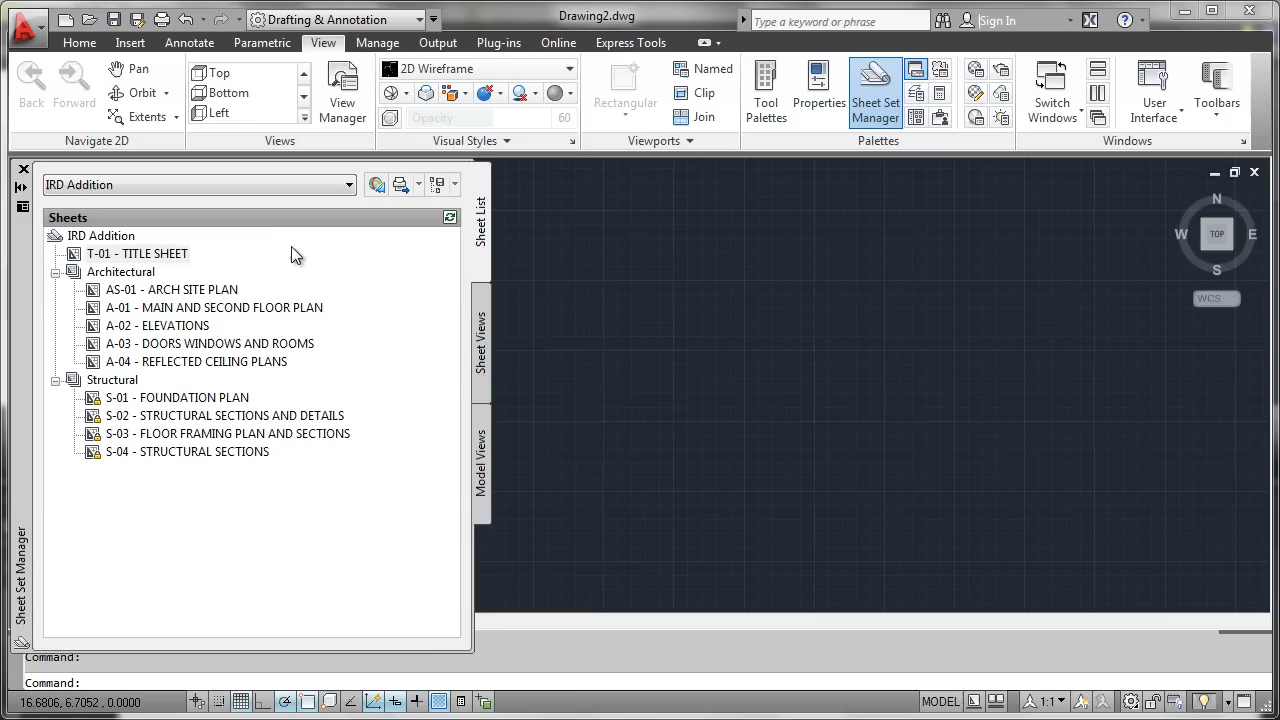 Drafting & Annotation
Drawing2.dwg
Type a keyword or phrase
Sign In
Home Insert Annotate Parametric View Manage Output Plug-ins Online Express Tools
Back
Forward
Pan
Orbit
Extents
Navigate 2D
Top
Bottom
Left
View
Manager
Views
2D Wireframe
Opacity 60
Visual Styles
Rectangular
Named
Clip
Join
Viewports
Tool
Palettes
Properties
Sheet Set
Manager
Palettes
Switch
Windows
User
Interface
Toolbars
Windows
IRD Addition
Sheets
IRD Addition
T-01 - TITLE SHEET
Architectural
AS-01 - ARCH SITE PLAN
A-01 - MAIN AND SECOND FLOOR PLAN
A-02 - ELEVATIONS
A-03 - DOORS WINDOWS AND ROOMS
A-04 - REFLECTED CEILING PLANS
Structural
S-01 - FOUNDATION PLAN
S-02 - STRUCTURAL SECTIONS AND DETAILS
S-03 - FLOOR FRAMING PLAN AND SECTIONS
S-04 - STRUCTURAL SECTIONS
Sheet List
Sheet Views
Model Views
Sheet Set Manager
N
W TOP E
S
WCS
Command:
Command:
16.6806, 6.7052, 0.0000
MODEL
1:1